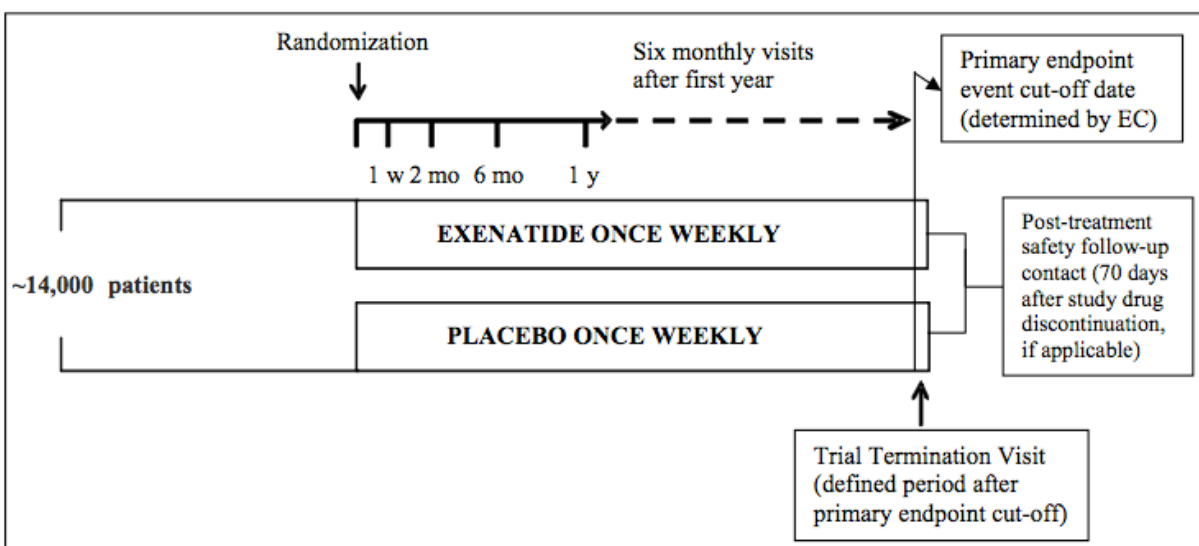 Randomization
Six monthly visits
after first year
Primary endpoint
event cut-off date
(determined by EC)
1 w 2 mo 6 mo 1 y
EXENATIDE ONCE WEEKLY
~14,000 patients
PLACEBO ONCE WEEKLY
Post-treatment
safety follow-up
contact (70 days
after study drug
discontinuation,
if applicable)
Trial Termination Visit
(defined period after
primary endpoint cut-off)